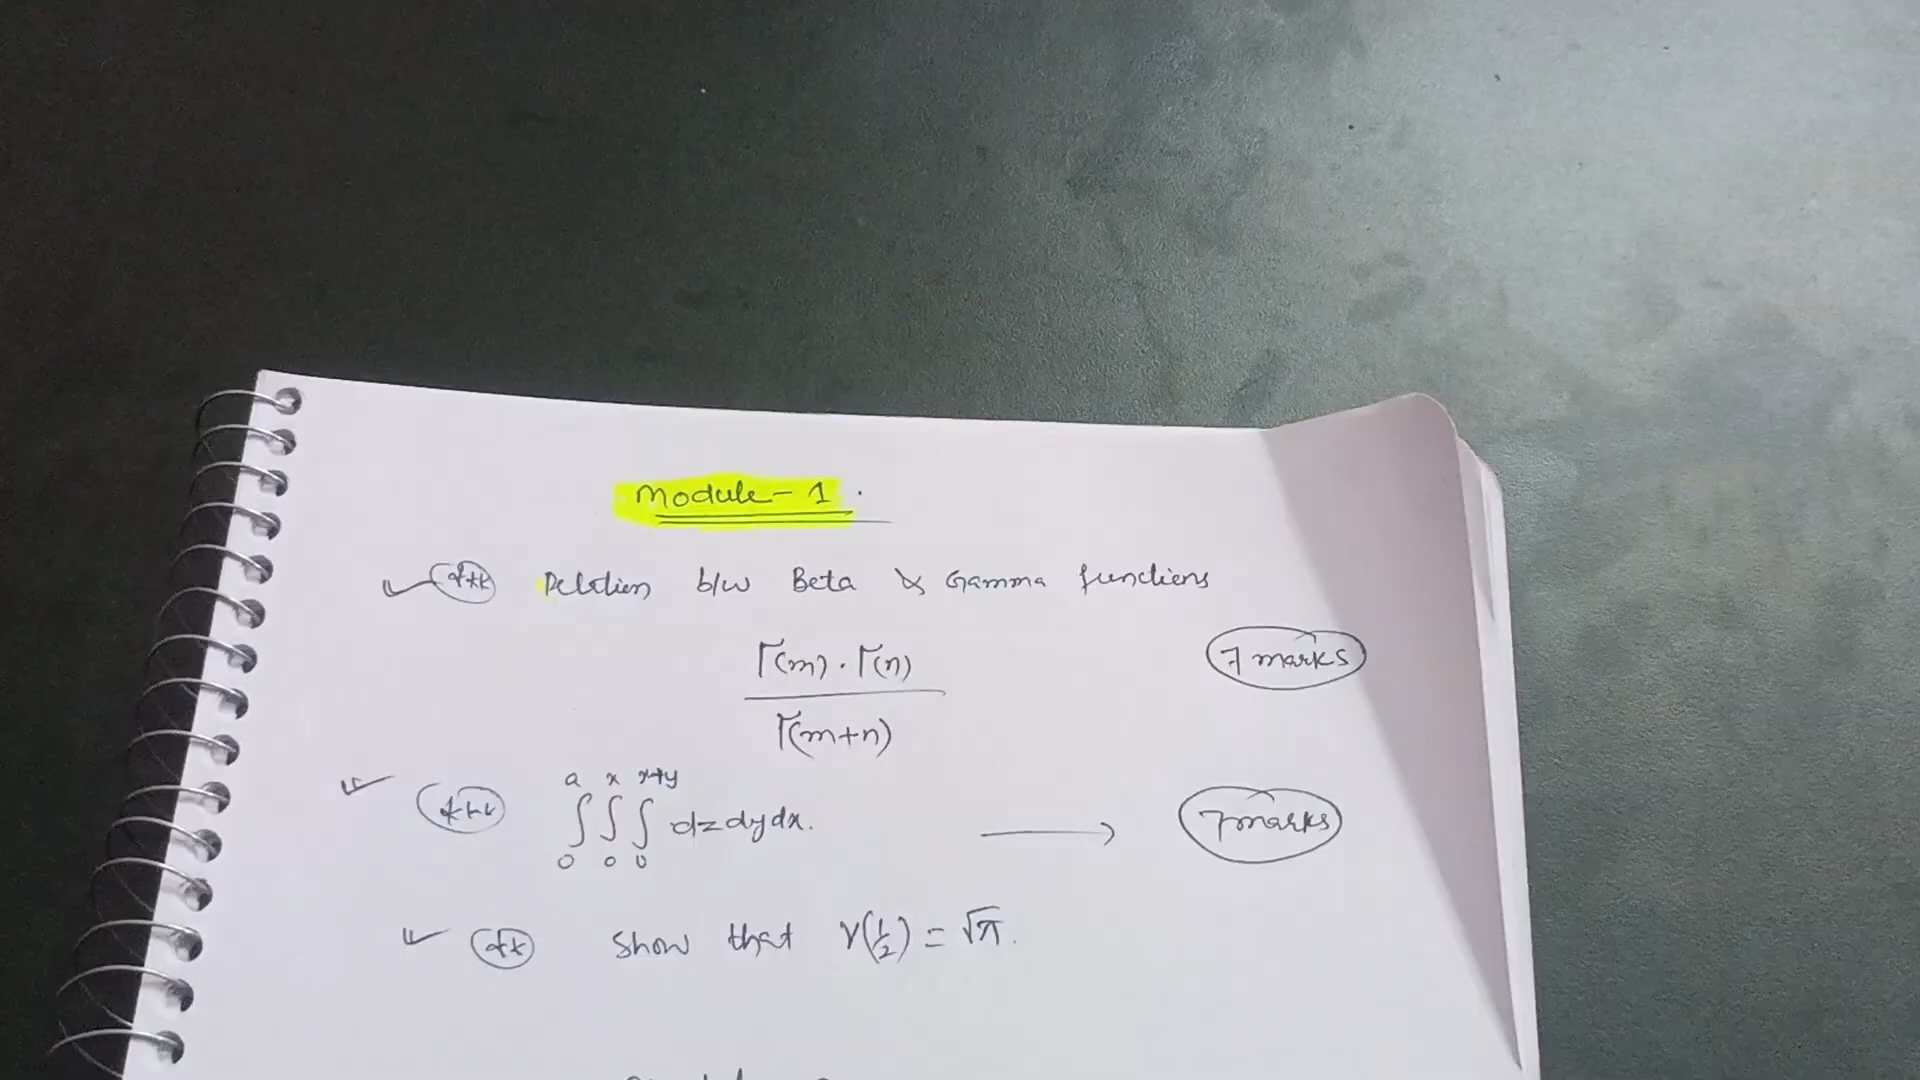 Module - 1.
*** Relation b/w Beta & Gamma functions
Γ(m) . Γ(n)
Γ(m+n)
7 marks
a x x+y
*** ∫ ∫ ∫ dz dy dx. → 7 marks
0 0 0
** Show that γ(1/2) = √π.